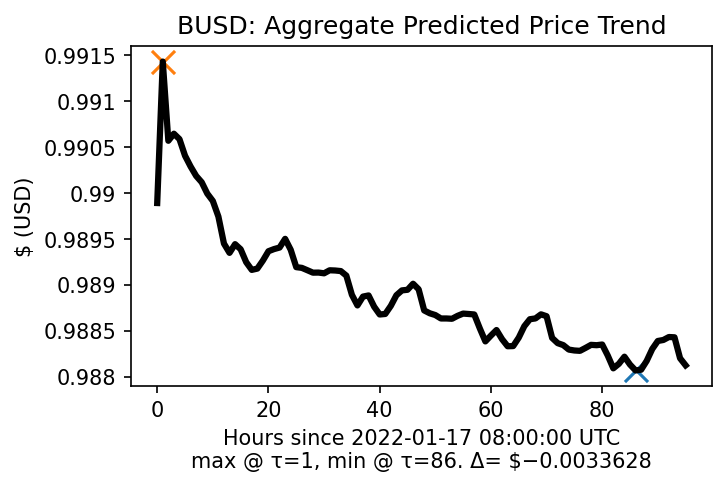 BUSD: Aggregate Predicted Price Trend
0.9915
0.991
0.9905
0.99
0.9895
0.989
0.9885
0.988
$ (USD)
0 20 40 60 80
Hours since 2022-01-17 08:00:00 UTC
max @ τ=1, min @ τ=86. Δ= $−0.0033628